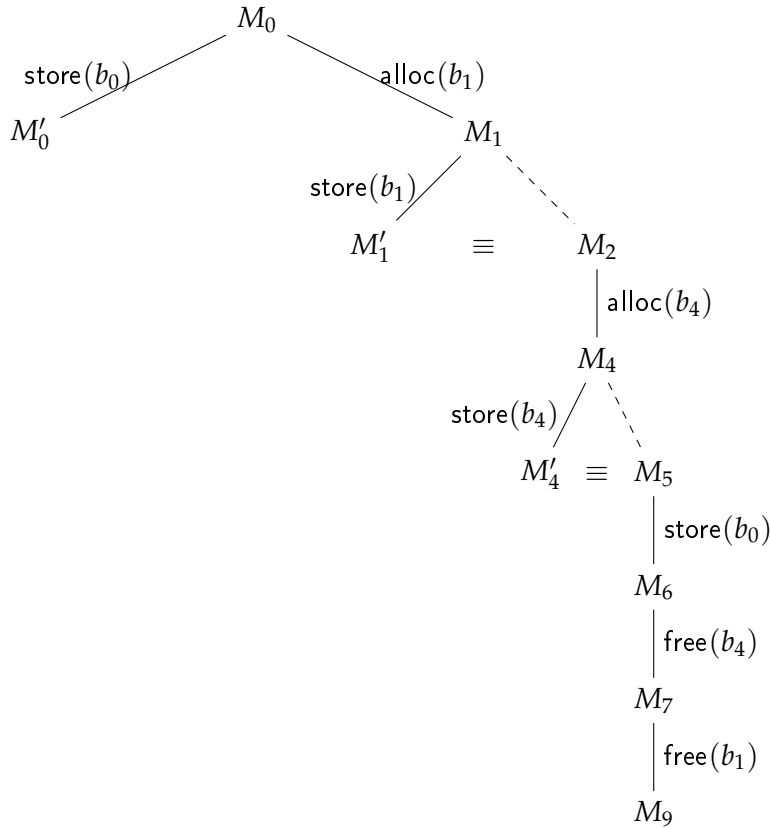 M₀
store(b₀) alloc(b₁)
M′₀ M₁
store(b₁)
M′₁ ≡ M₂
alloc(b₄)
M₄
store(b₄)
M′₄ ≡ M₅
store(b₀)
M₆
free(b₄)
M₇
free(b₁)
M₉